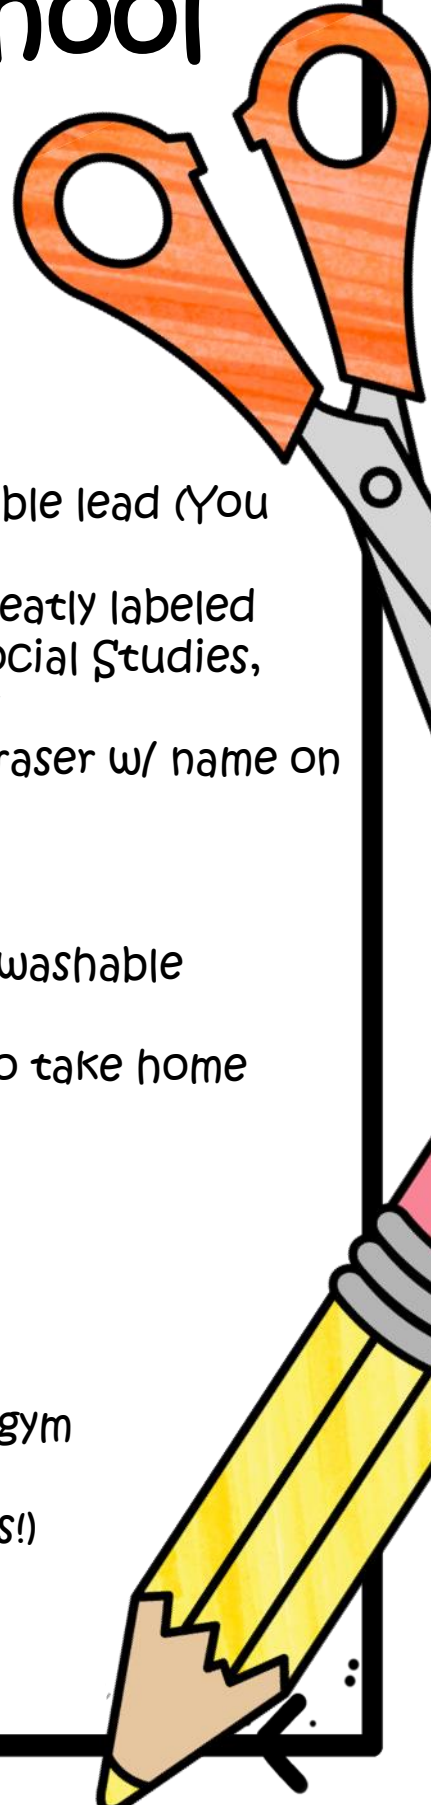 hool
ble lead (You
eatly labeled
ocial Studies,
raser w/ name on
washable
o take home
gym
s!)